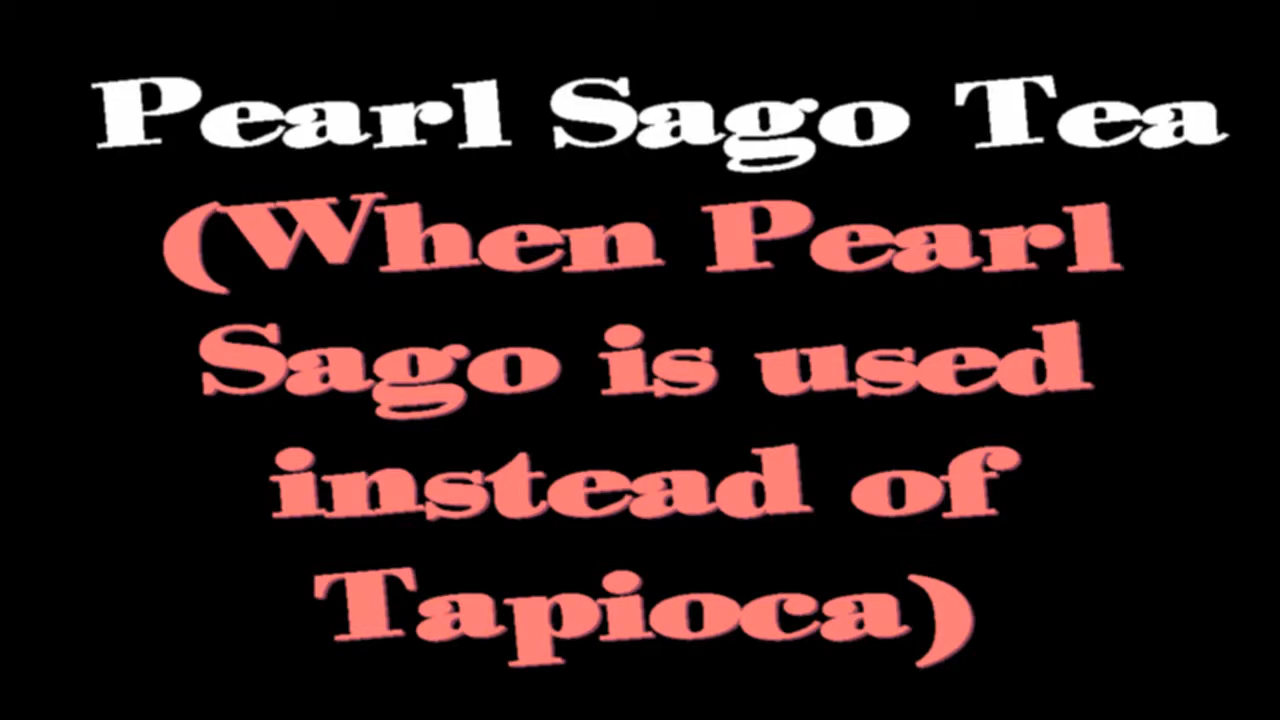 Pearl Sago Tea
(When Pearl
Sago is used
instead of
Tapioca)